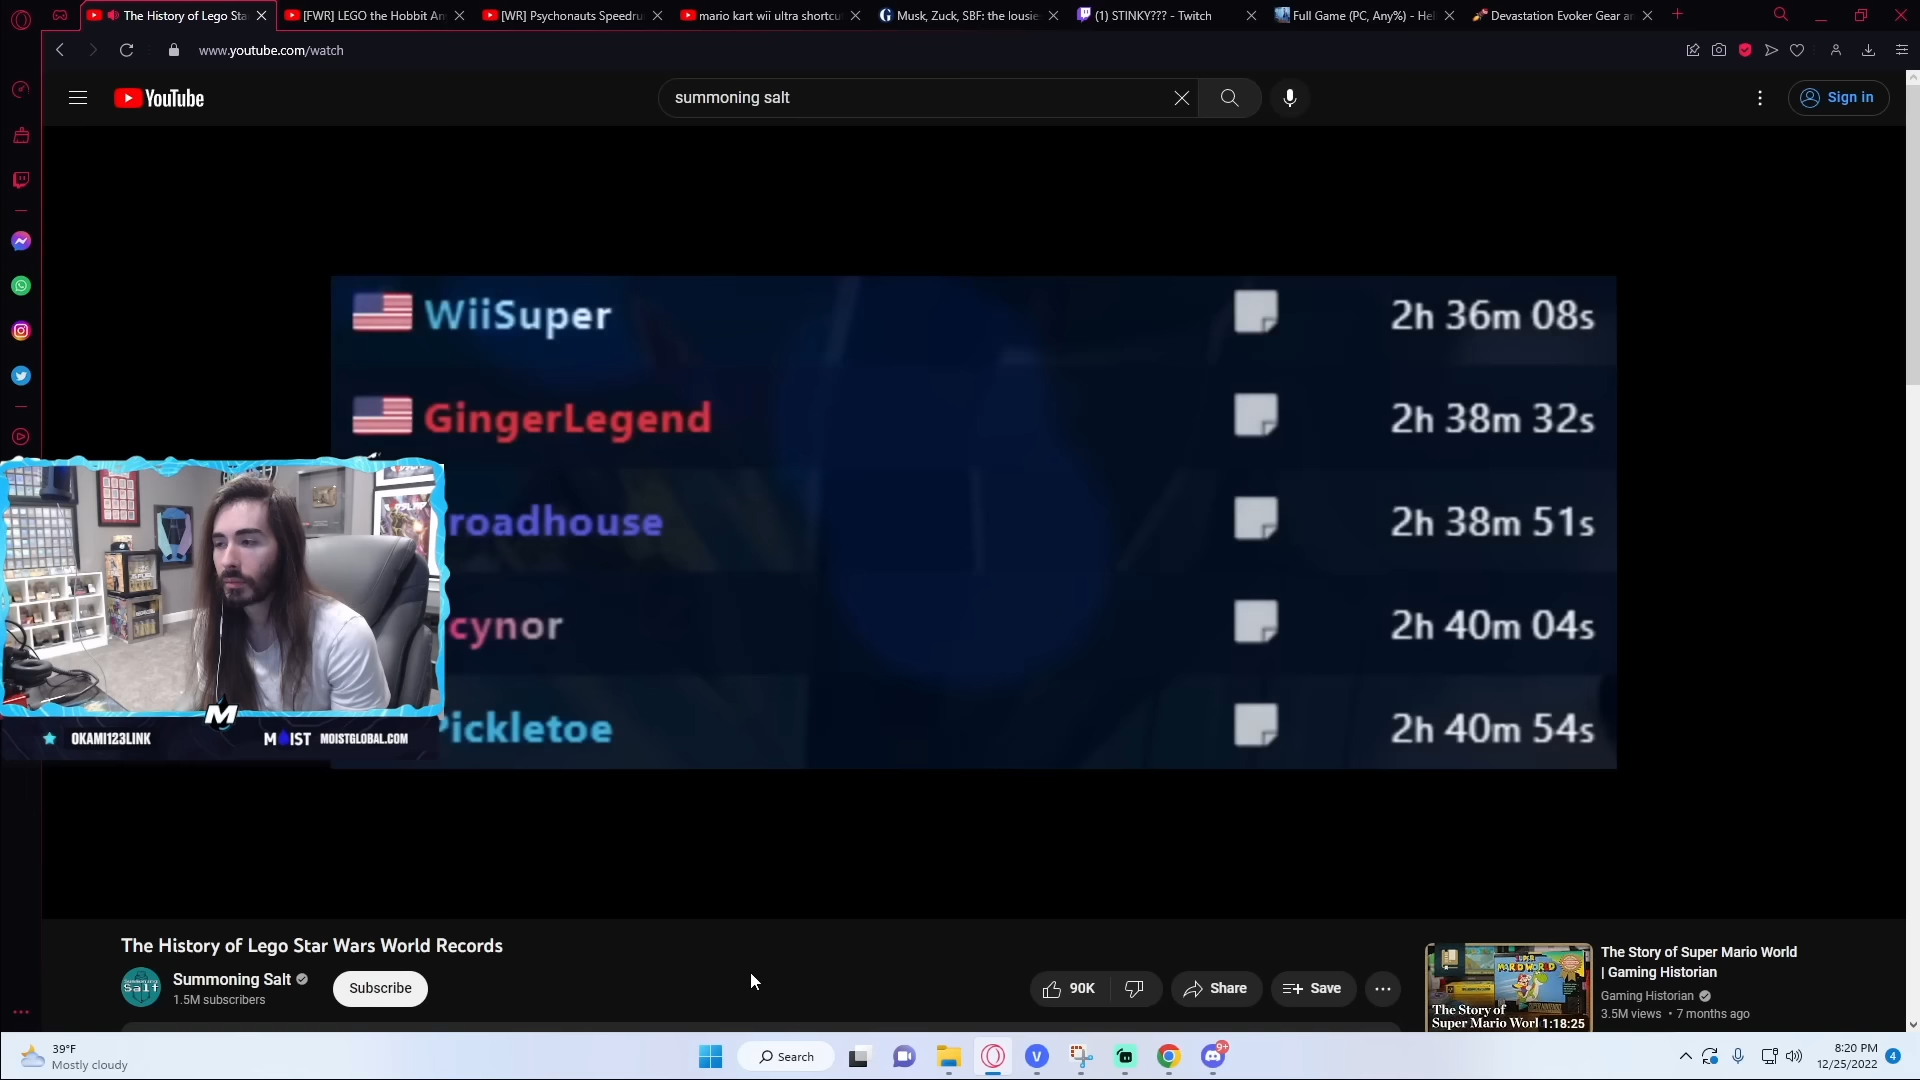 The History of Lego Sta
[FWR] LEGO the Hobbit An
[WR] Psychonauts Speedru
mario kart wii ultra shortcu
Musk, Zuck, SBF: the lousie
(1) STINKY??? - Twitch
Full Game (PC, Any%) - Hel
Devastation Evoker Gear an
www.youtube.com/watch
YouTube
summoning salt
Sign in
WiiSuper 2h 36m 08s
GingerLegend 2h 38m 32s
roadhouse 2h 38m 51s
cynor 2h 40m 04s
Pickletoe 2h 40m 54s
M
OKAMI123LINK
MOIST MOISTGLOBAL.COM
The History of Lego Star Wars World Records
Summoning Salt
1.5M subscribers
Subscribe
90K
Share
Save
The Story of
Super Mario Worl
1:18:25
The Story of Super Mario World
| Gaming Historian
Gaming Historian
3.5M views • 7 months ago
39°F
Mostly cloudy
Search
9+
8:20 PM
12/25/2022
4